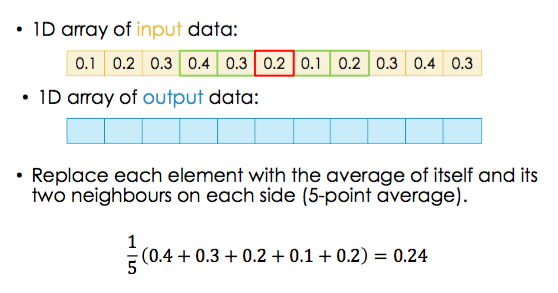 • 1D array of input data:
0.1 0.2 0.3 0.4 0.3 0.2 0.1 0.2 0.3 0.4 0.3
• 1D array of output data:
• Replace each element with the average of itself and its
two neighbours on each side (5-point average).
1/5 (0.4 + 0.3 + 0.2 + 0.1 + 0.2) = 0.24